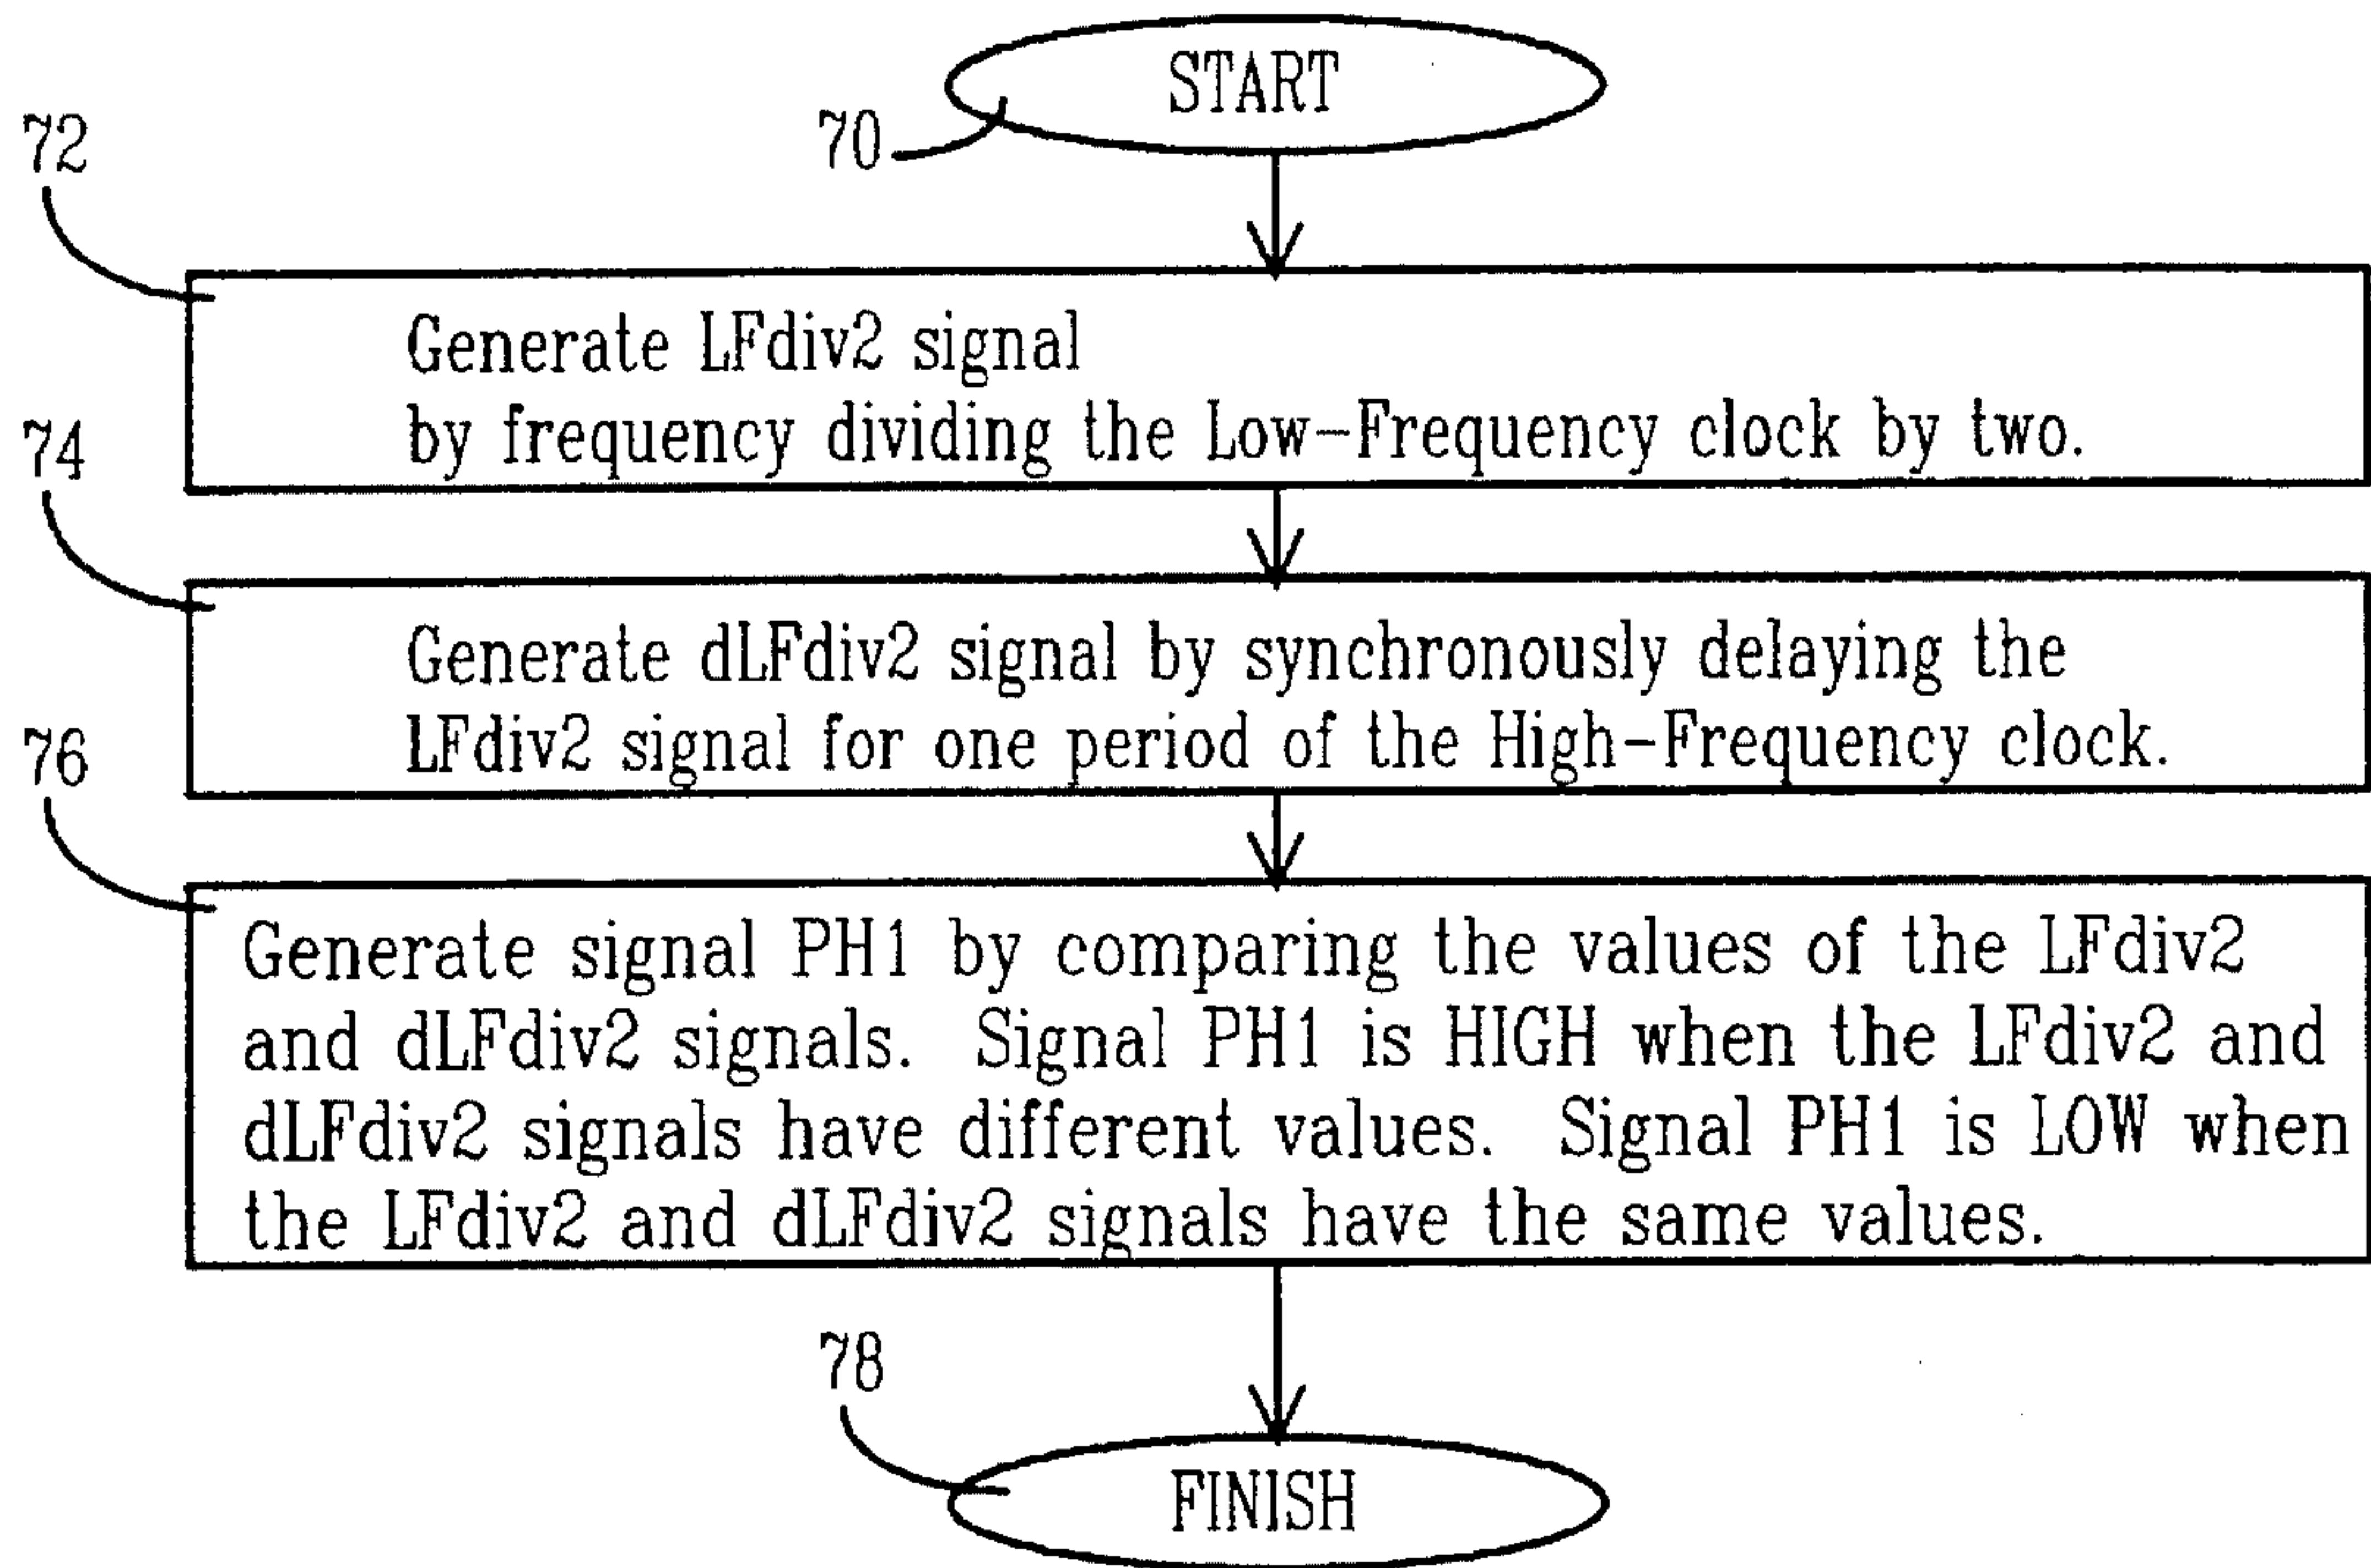 START
70
72
Generate LFdiv2 signal
by frequency dividing the Low-Frequency clock by two.
74
Generate dLFdiv2 signal by synchronously delaying the
LFdiv2 signal for one period of the High-Frequency clock.
76
Generate signal PH1 by comparing the values of the LFdiv2
and dLFdiv2 signals. Signal PH1 is HIGH when the LFdiv2 and
dLFdiv2 signals have different values. Signal PH1 is LOW when
the LFdiv2 and dLFdiv2 signals have the same values.
78
FINISH